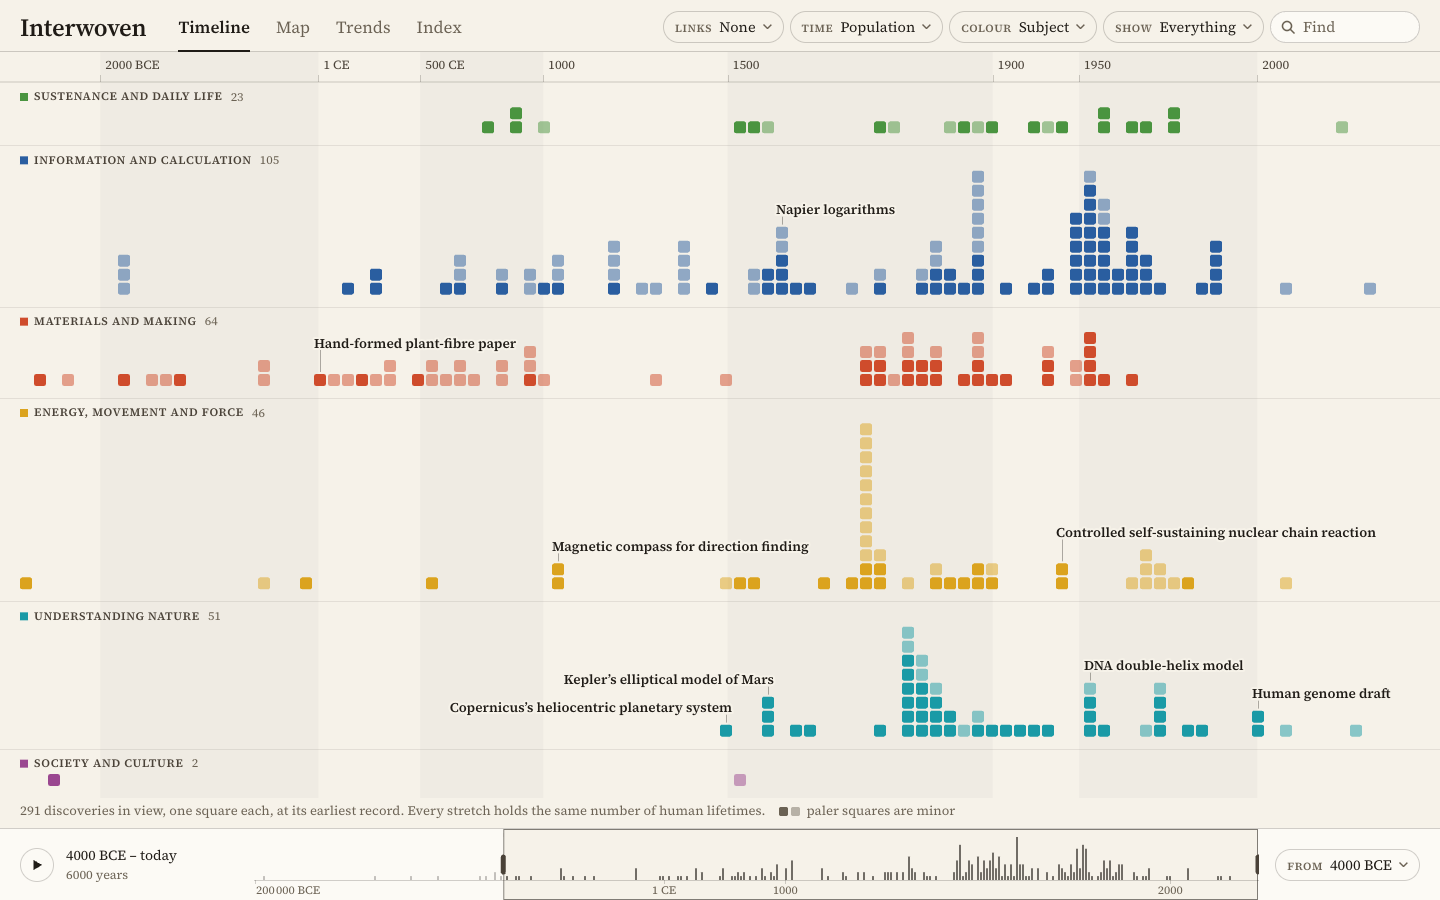 Interwoven Timeline Map Trends Index LINKS None TIME Population COLOUR Subject SHOW Everything Find
2000 BCE 1 CE 500 CE 1000 1500 1900 1950 2000
SUSTENANCE AND DAILY LIFE 23
INFORMATION AND CALCULATION 105
Napier logarithms
MATERIALS AND MAKING 64
Hand-formed plant-fibre paper
ENERGY, MOVEMENT AND FORCE 46
Controlled self-sustaining nuclear chain reaction
Magnetic compass for direction finding
UNDERSTANDING NATURE 51
DNA double-helix model
Kepler’s elliptical model of Mars
Human genome draft
Copernicus’s heliocentric planetary system
SOCIETY AND CULTURE 2
291 discoveries in view, one square each, at its earliest record. Every stretch holds the same number of human lifetimes. paler squares are minor
4000 BCE – today
6000 years
FROM 4000 BCE
200 000 BCE 1 CE 1000 2000